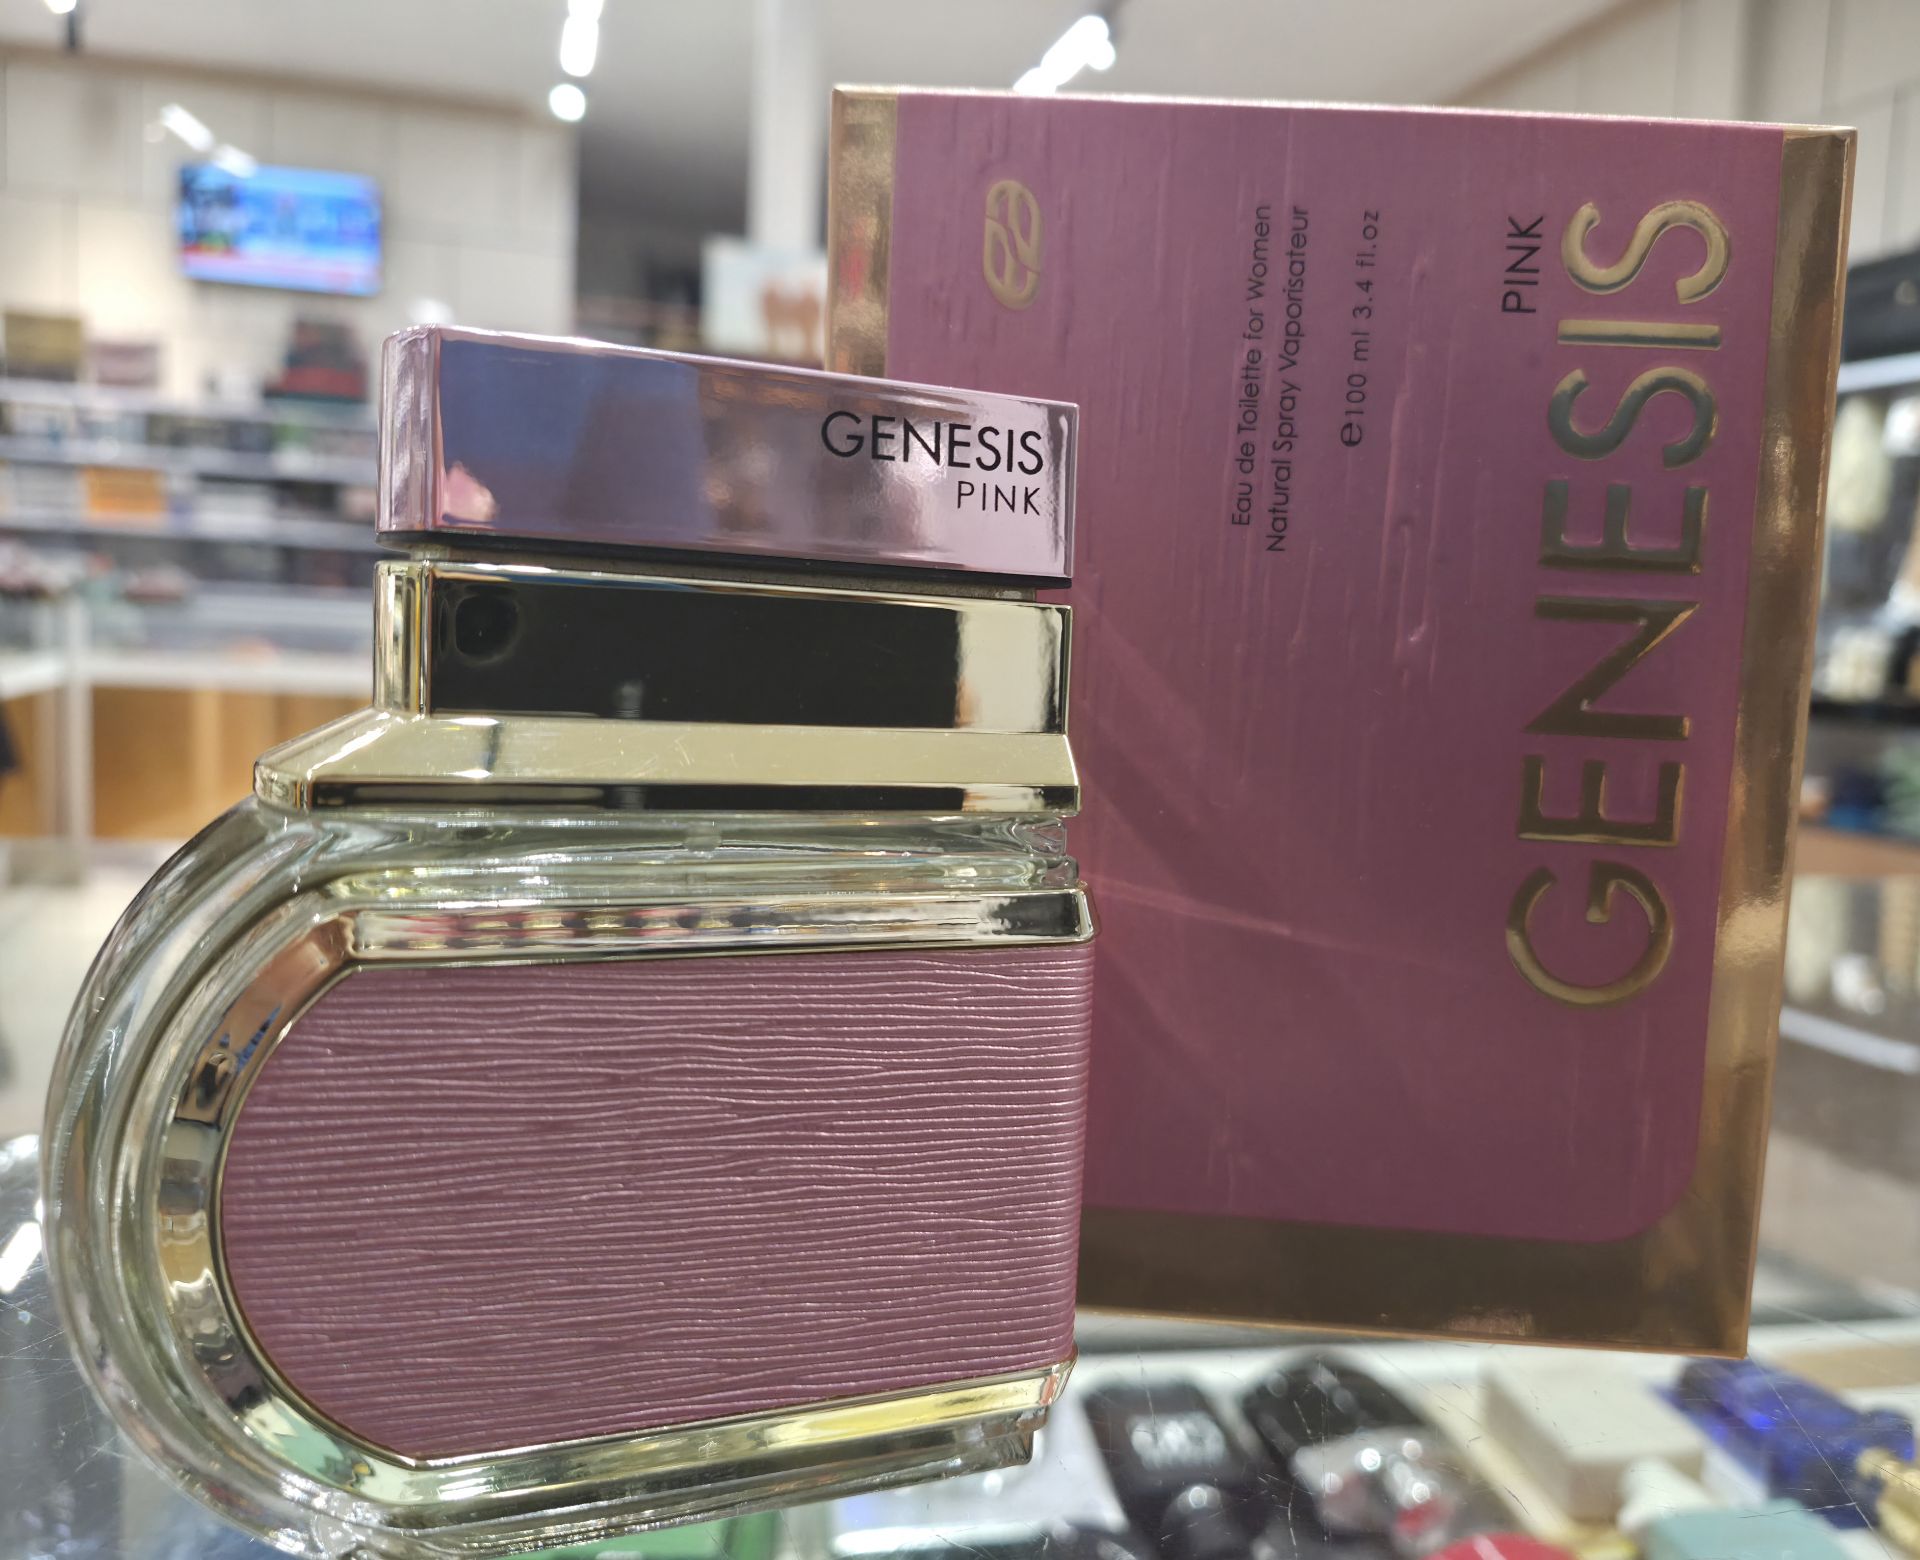 GENESIS
PINK
GENESIS
PINK
Eau de Toilette for Women
Natural Spray Vaporisateur
℮100 ml 3.4 fl.oz